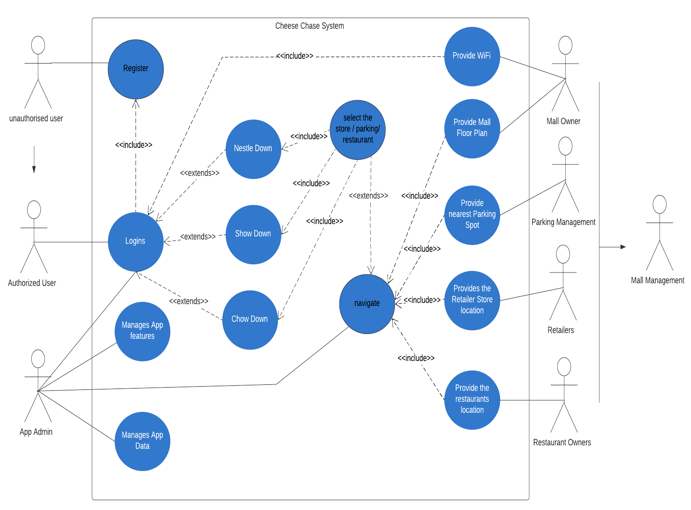 Cheese Chase System
unauthorised user
Register
<<include>>
<<include>>
Provide WiFi
Mall Owner
select the
store / parking/
restaurant
Provide Mall
Floor Plan
Nestle Down
<<include>>
<<include>>
<<extends>>
<<include>>
<<extends>>
<<include>>
<<include>>
Provide
nearest Parking
Spot
Parking Management
Authorized User
Logins
<<extends>>
Show Down
<<include>>
Mall Management
<<extends>>
Chow Down
navigate
<<include>>
Provides the
Retailer Store
location
Retailers
Manages App
features
<<include>>
App Admin
Provide the
restaurants
location
Restaurant Owners
Manages App
Data